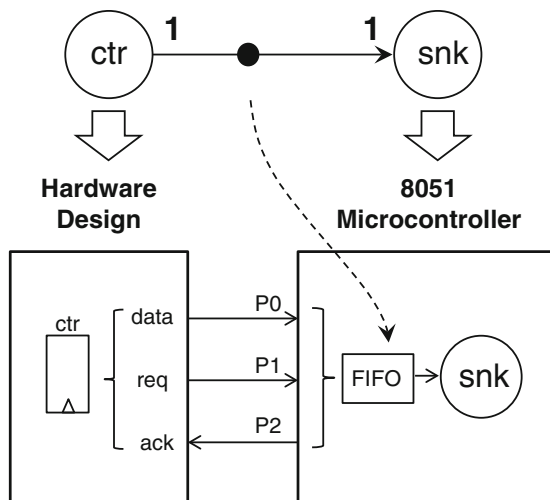 1
1
ctr
snk
Hardware
Design
8051
Microcontroller
ctr
data
req
ack
P0
P1
P2
FIFO
snk